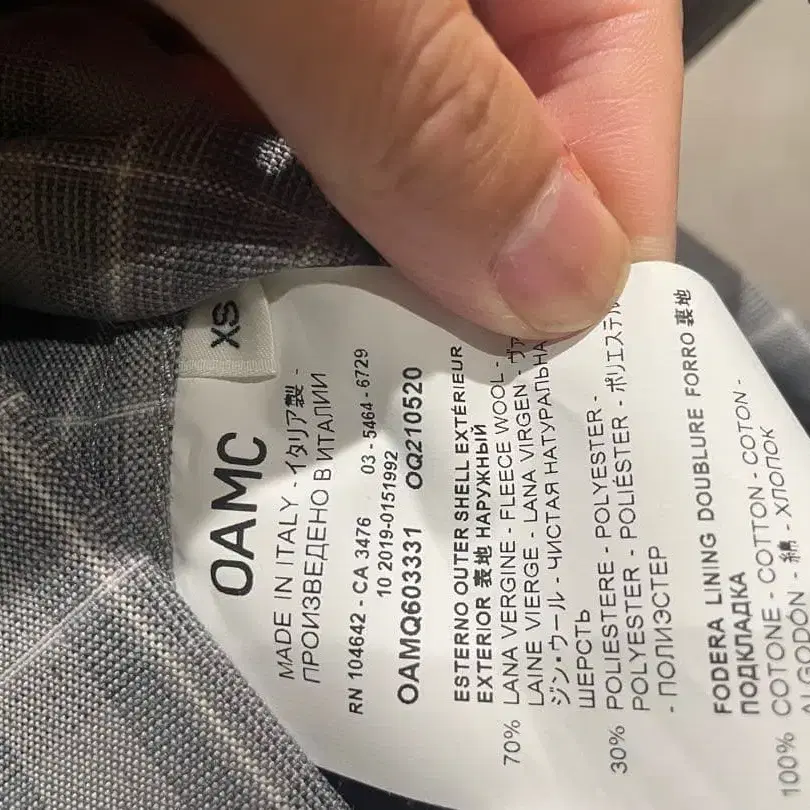 XS
OAMC
MADE IN ITALY - イタリア製 -
ПРОИЗВЕДЕНО В ИТАЛИИ
RN 104642 - CA 3476 03 - 5464 - 6729
10 2019-0151992
OAMQ603331 OQ210520
ESTERNO OUTER SHELL EXTÉRIEUR
EXTERIOR 表地 НАРУЖНЫЙ
70% LANA VERGINE - FLEECE WOOL -
LAINE VIERGE - LANA VIRGEN - ヴァ
ジン・ウール - ЧИСТАЯ НАТУРАЛЬНА
ШЕРСТЬ
30% POLIESTERE - POLYESTER -
POLYESTER - POLIÉSTER - ポリエステル
- ПОЛИЭСТЕР
FODERA LINING DOUBLURE FORRO 裏地
ПОДКЛАДКА
100% COTONE - COTTON - COTON -
ALGODÓN - 綿 - ХЛОПОК